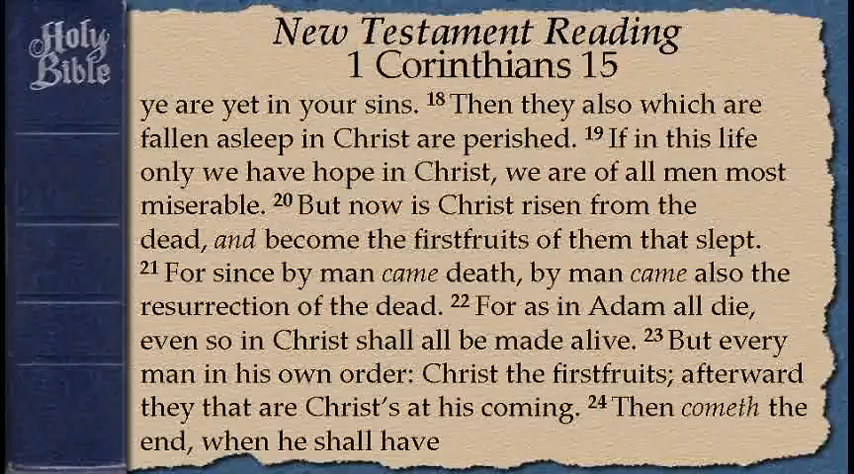 Holy
Bible
New Testament Reading
1 Corinthians 15
ye are yet in your sins. 18 Then they also which are
fallen asleep in Christ are perished. 19 If in this life
only we have hope in Christ, we are of all men most
miserable. 20 But now is Christ risen from the
dead, and become the firstfruits of them that slept.
21 For since by man came death, by man came also the
resurrection of the dead. 22 For as in Adam all die,
even so in Christ shall all be made alive. 23 But every
man in his own order: Christ the firstfruits; afterward
they that are Christ's at his coming. 24 Then cometh the
end, when he shall have